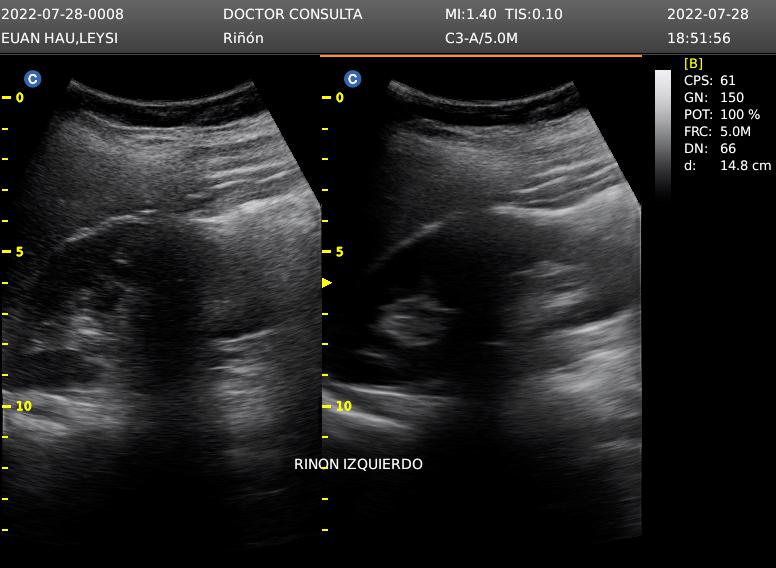 2022-07-28-0008 DOCTOR CONSULTA MI:1.40 TIS:0.10 2022-07-28
EUAN HAU,LEYSI Riñón C3-A/5.0M 18:51:56
C C
[B]
CPS: 61
GN: 150
POT: 100 %
FRC: 5.0M
DN: 66
d: 14.8 cm
0 0
5 5
10 10
RINON IZQUIERDO